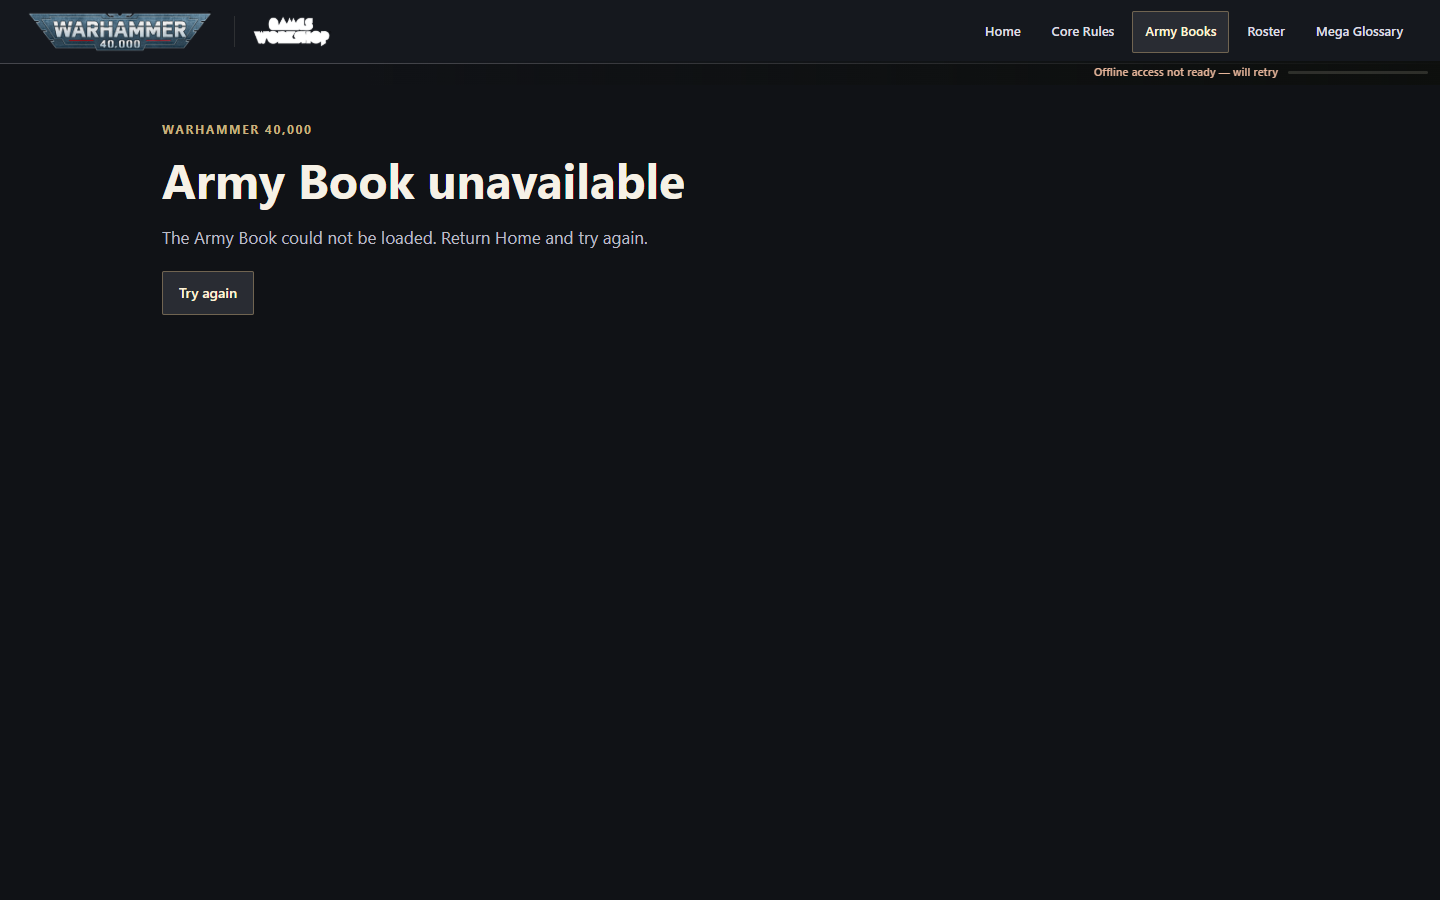 WARHAMMER
40,000
GAMES
WORKSHOP
Home
Core Rules
Army Books
Roster
Mega Glossary
Offline access not ready — will retry
WARHAMMER 40,000
Army Book unavailable
The Army Book could not be loaded. Return Home and try again.
Try again